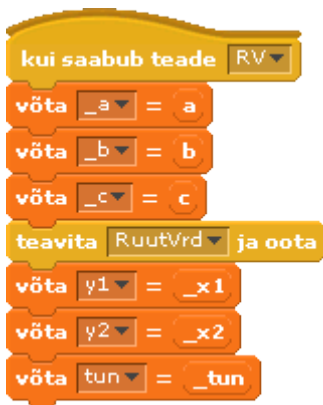 kui saabub teade RV
võta _a = a
võta _b = b
võta _c = c
teavita RuutVrd ja oota
võta y1 = _x1
võta y2 = _x2
võta tun = _tun